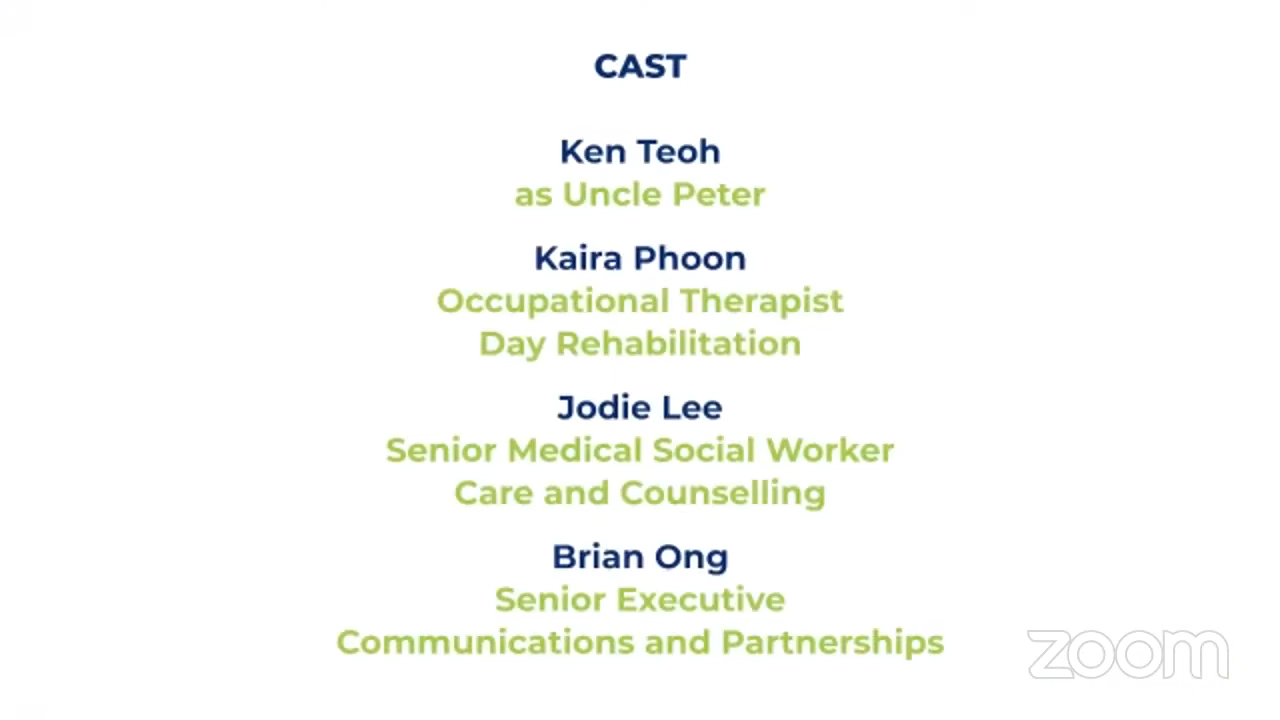 CAST
Ken Teoh
as Uncle Peter
Kaira Phoon
Occupational Therapist
Day Rehabilitation
Jodie Lee
Senior Medical Social Worker
Care and Counselling
Brian Ong
Senior Executive
Communications and Partnerships
zoom